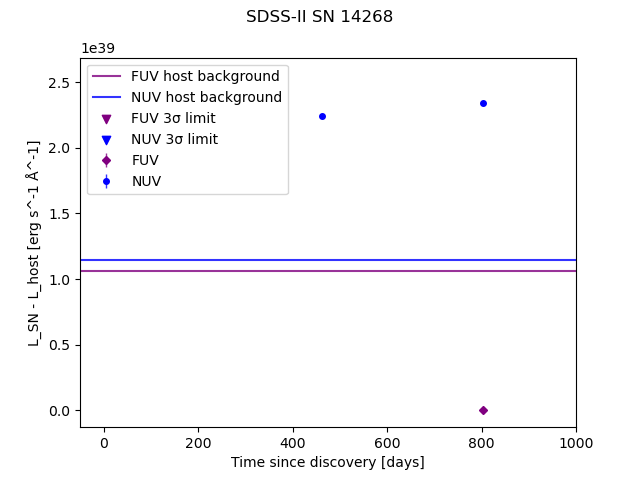 SDSS-II SN 14268
1e39
FUV host background
NUV host background
FUV 3σ limit
NUV 3σ limit
FUV
NUV
L_SN - L_host [erg s^-1 Å^-1]
2.5
2.0
1.5
1.0
0.5
0.0
0 200 400 600 800 1000
Time since discovery [days]